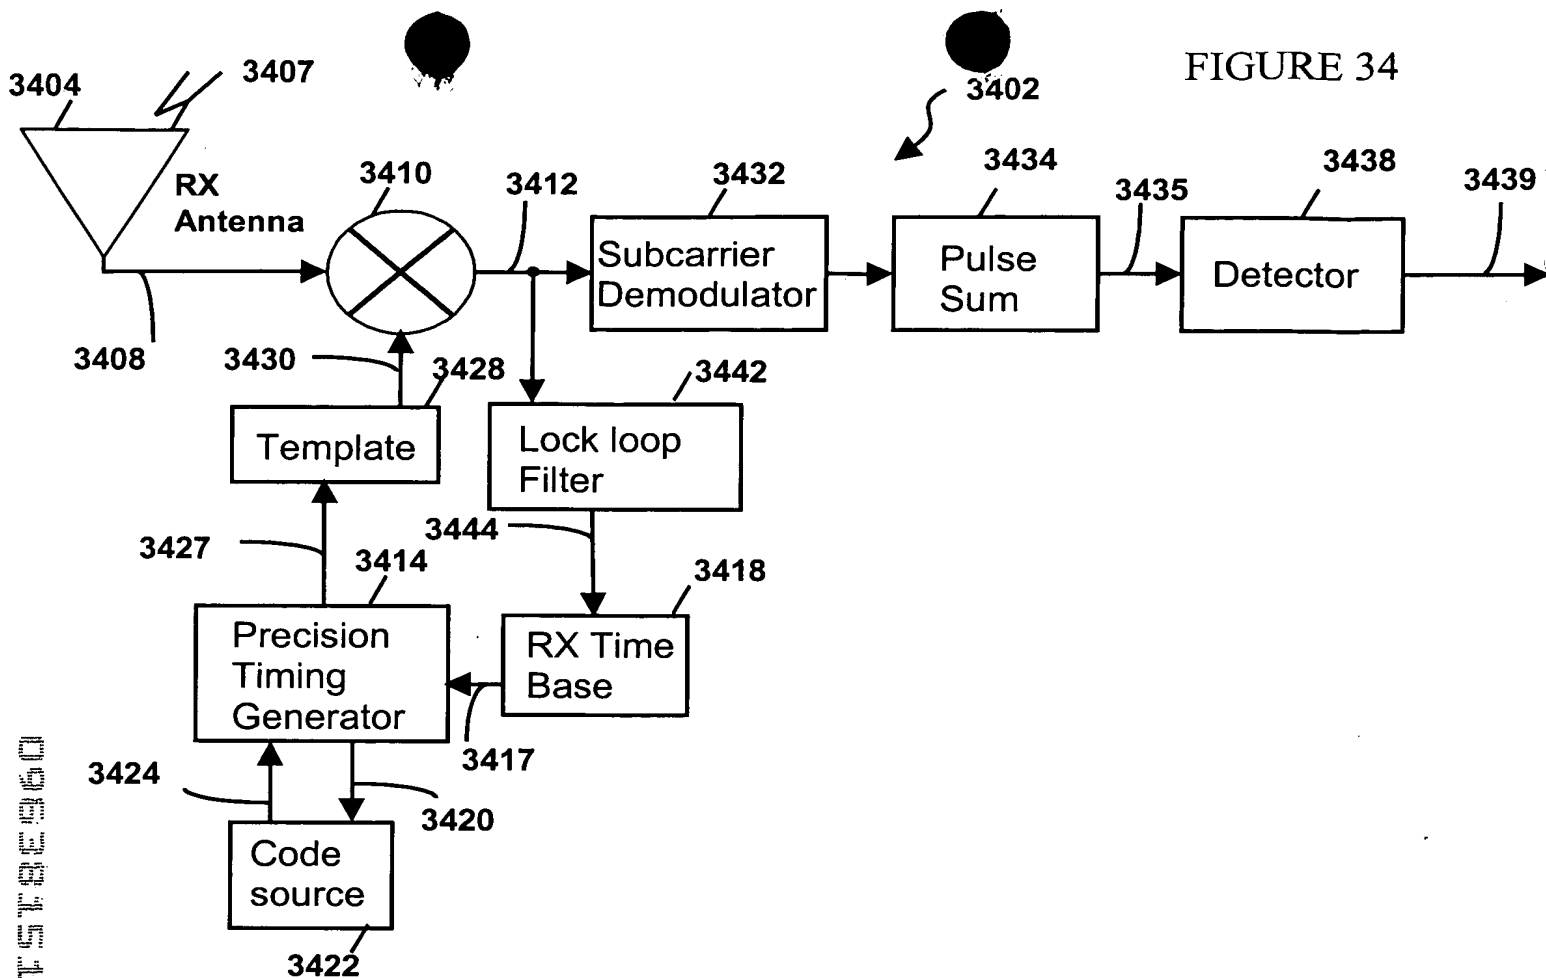 FIGURE 34
3402
3404
3407
RX
Antenna
3408
3410
3412
3432
Subcarrier
Demodulator
3434
Pulse
Sum
3435
3438
Detector
3439
3430
3428
Template
3442
Lock loop
Filter
3444
3427
3414
Precision
Timing
Generator
3418
RX Time
Base
3417
3424
3420
Code
source
3422